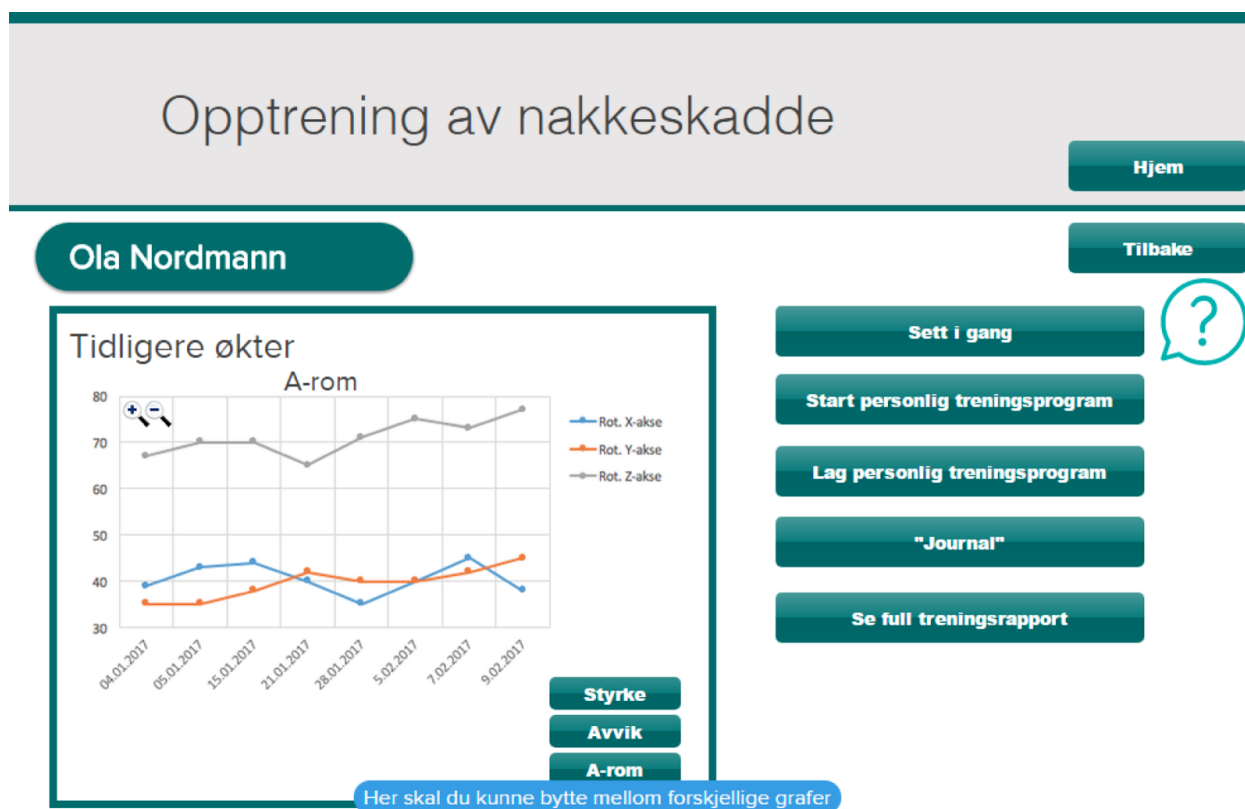 Opptrening av nakkeskadde
Hjem
Ola Nordmann
Tilbake
Tidligere økter
A-rom
80
70
60
50
40
30
Rot. X-akse
Rot. Y-akse
Rot. Z-akse
04.01.2017
05.01.2017
15.01.2017
21.01.2017
28.01.2017
5.02.2017
7.02.2017
9.02.2017
Styrke
Avvik
A-rom
Her skal du kunne bytte mellom forskjellige grafer
Sett i gang
?
Start personlig treningsprogram
Lag personlig treningsprogram
"Journal"
Se full treningsrapport